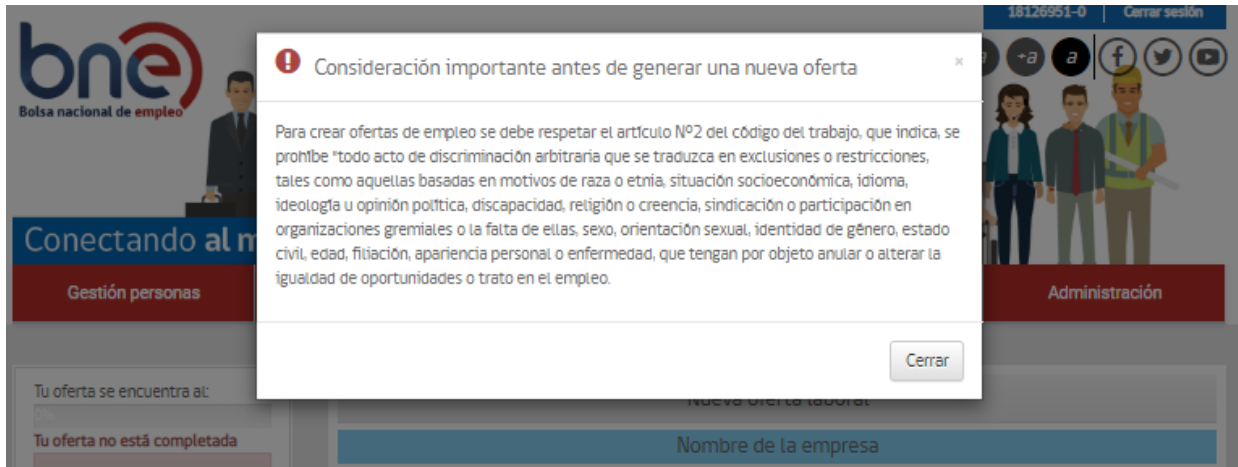 18126951-0 Cerrar sesión
bne
+a a
Bolsa nacional de empleo
Consideración importante antes de generar una nueva oferta ×
Para crear ofertas de empleo se debe respetar el artículo Nº2 del código del trabajo, que indica, se
prohíbe "todo acto de discriminación arbitraria que se traduzca en exclusiones o restricciones,
tales como aquellas basadas en motivos de raza o etnia, situación socioeconómica, idioma,
ideología u opinión política, discapacidad, religión o creencia, sindicación o participación en
organizaciones gremiales o la falta de ellas, sexo, orientación sexual, identidad de género, estado
civil, edad, filiación, apariencia personal o enfermedad, que tengan por objeto anular o alterar la
igualdad de oportunidades o trato en el empleo.
Cerrar
Conectando al m
Gestión personas
Administración
Tu oferta se encuentra al:
Tu oferta no está completada
Nueva oferta laboral
Nombre de la empresa